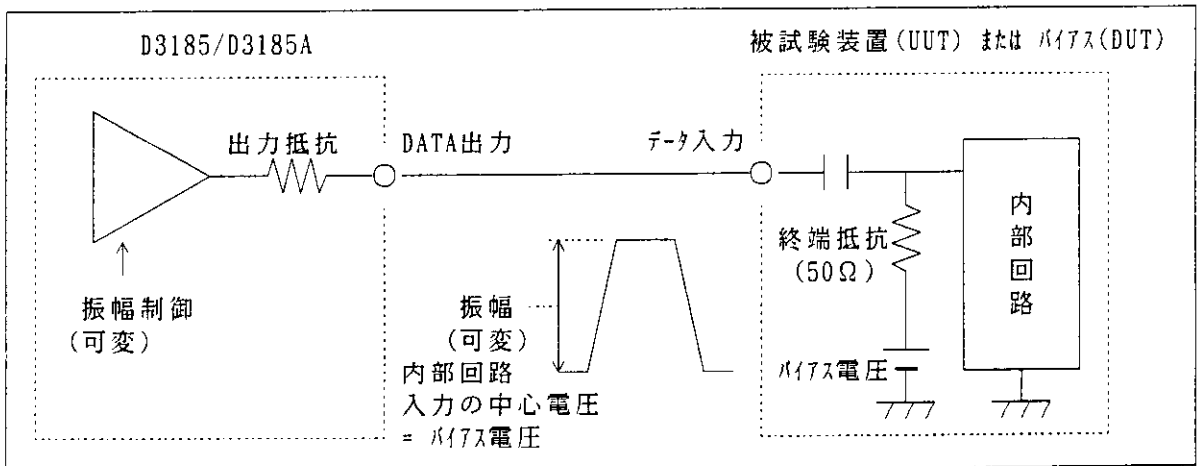 D3185/D3185A
被試験装置(UUT) または バイアス(DUT)
出力抵抗
DATA出力
データ入力
振幅制御
(可変)
振幅
(可変)
内部回路
入力の中心電圧
= バイアス電圧
終端抵抗
(50Ω)
バイアス電圧
内部回路